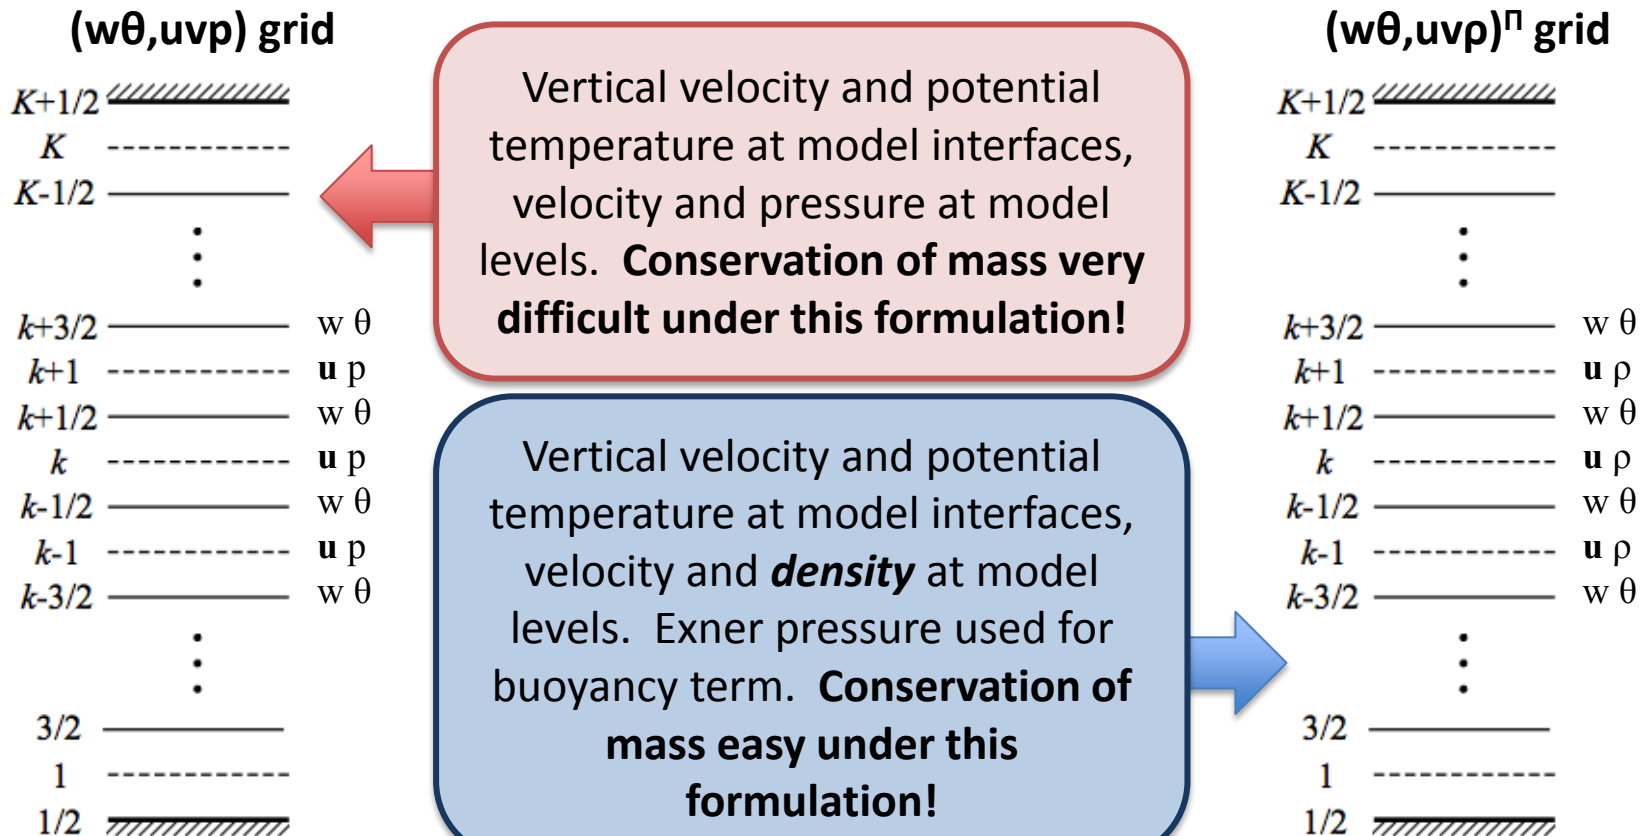 (wθ,uvp) grid
K+1/2
K
K-1/2
k+3/2 w θ
k+1 u p
k+1/2 w θ
k u p
k-1/2 w θ
k-1 u p
k-3/2 w θ
3/2
1
1/2
Vertical velocity and potential
temperature at model interfaces,
velocity and pressure at model
levels. Conservation of mass very
difficult under this formulation!
Vertical velocity and potential
temperature at model interfaces,
velocity and density at model
levels. Exner pressure used for
buoyancy term. Conservation of
mass easy under this
formulation!
(wθ,uvρ)ᴨ grid
K+1/2
K
K-1/2
k+3/2 w θ
k+1 u ρ
k+1/2 w θ
k u ρ
k-1/2 w θ
k-1 u ρ
k-3/2 w θ
3/2
1
1/2